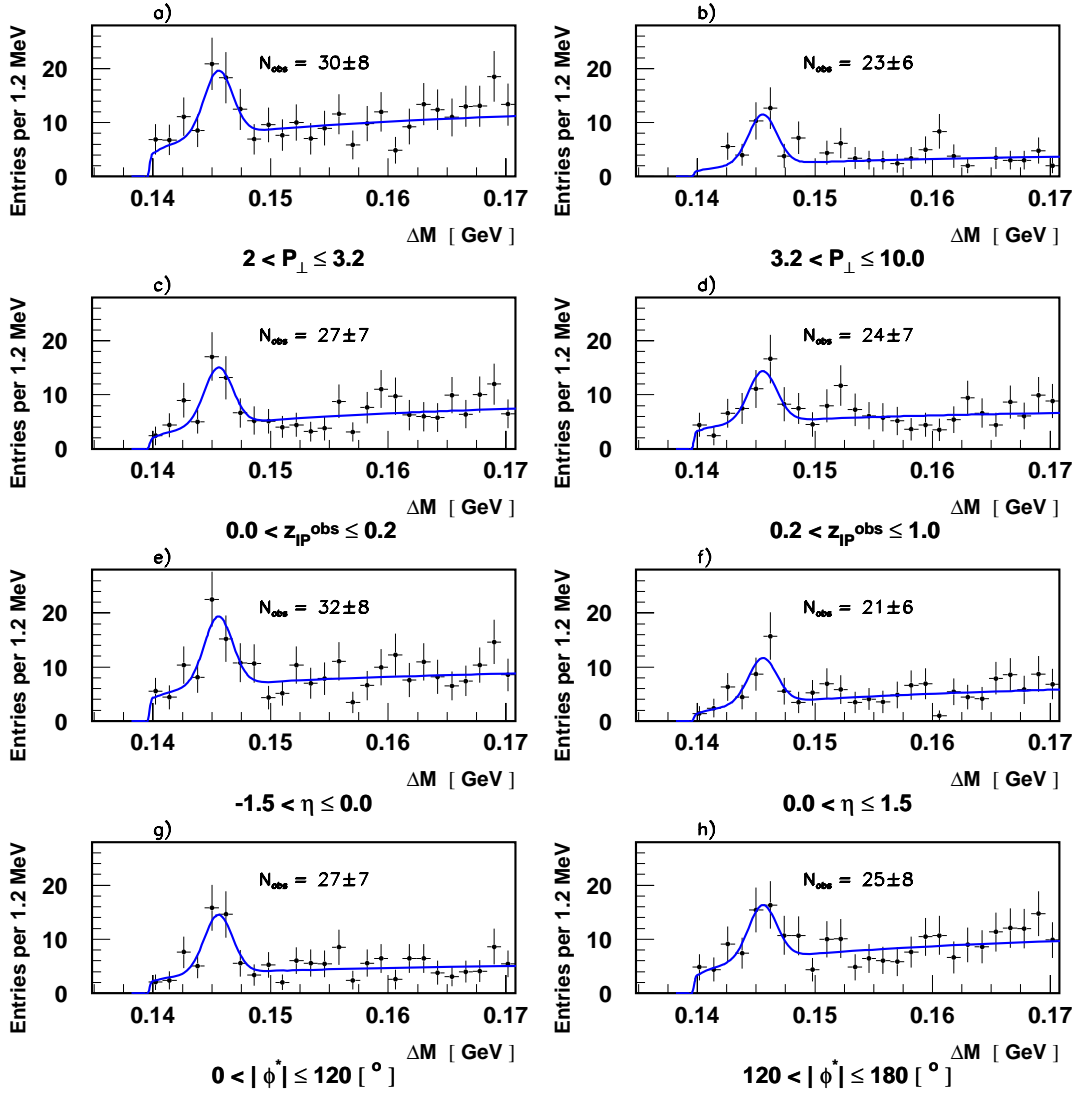 a) b)
Entries per 1.2 MeV
N_obs = 30±8
20
10
0
0.14 0.15 0.16 0.17
ΔM [ GeV ]
2 < P_⊥ ≤ 3.2
Entries per 1.2 MeV
N_obs = 23±6
20
10
0
0.14 0.15 0.16 0.17
ΔM [ GeV ]
3.2 < P_⊥ ≤ 10.0
c) d)
Entries per 1.2 MeV
N_obs = 27±7
20
10
0
0.14 0.15 0.16 0.17
ΔM [ GeV ]
0.0 < z_IP^obs ≤ 0.2
Entries per 1.2 MeV
N_obs = 24±7
20
10
0
0.14 0.15 0.16 0.17
ΔM [ GeV ]
0.2 < z_IP^obs ≤ 1.0
e) f)
Entries per 1.2 MeV
N_obs = 32±8
20
10
0
0.14 0.15 0.16 0.17
ΔM [ GeV ]
-1.5 < η ≤ 0.0
Entries per 1.2 MeV
N_obs = 21±6
20
10
0
0.14 0.15 0.16 0.17
ΔM [ GeV ]
0.0 < η ≤ 1.5
g) h)
Entries per 1.2 MeV
N_obs = 27±7
20
10
0
0.14 0.15 0.16 0.17
ΔM [ GeV ]
0 < | ϕ* | ≤ 120 [ ° ]
Entries per 1.2 MeV
N_obs = 25±8
20
10
0
0.14 0.15 0.16 0.17
ΔM [ GeV ]
120 < | ϕ* | ≤ 180 [ ° ]